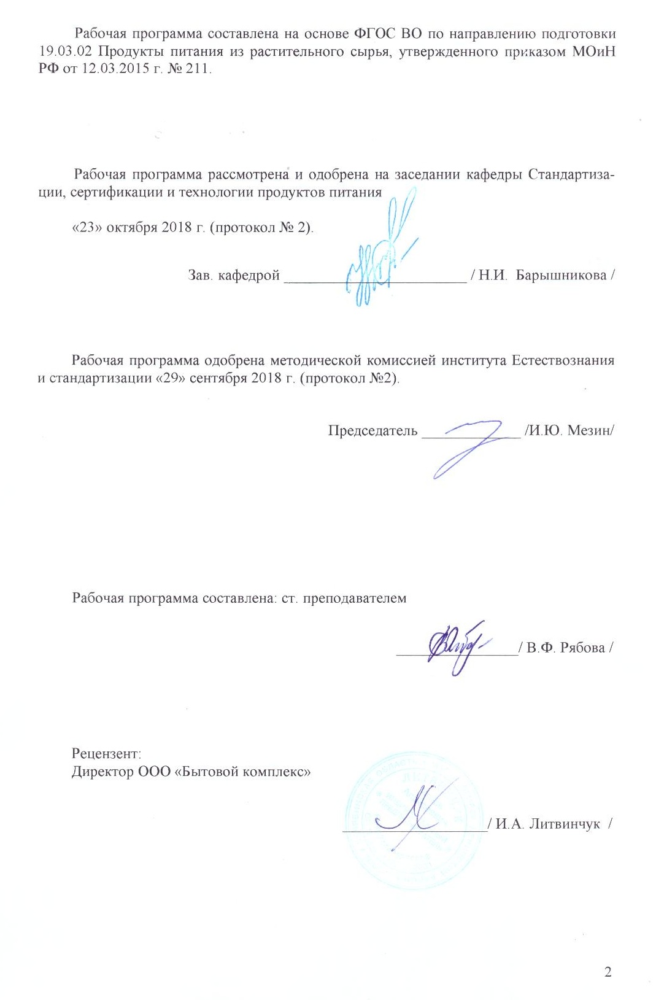 Рабочая программа составлена на основе ФГОС ВО по направлению подготовки
19.03.02 Продукты питания из растительного сырья, утвержденного приказом МОиН
РФ от 12.03.2015 г. № 211.
Рабочая программа рассмотрена и одобрена на заседании кафедры Стандартиза-
ции, сертификации и технологии продуктов питания
«23» октября 2018 г. (протокол № 2).
Зав. кафедрой / Н.И. Барышникова /
Рабочая программа одобрена методической комиссией института Естествознания
и стандартизации «29» сентября 2018 г. (протокол №2).
Председатель /И.Ю. Мезин/
Рабочая программа составлена: ст. преподавателем
/ В.Ф. Рябова /
Рецензент:
Директор ООО «Бытовой комплекс»
/ И.А. Литвинчук /
2